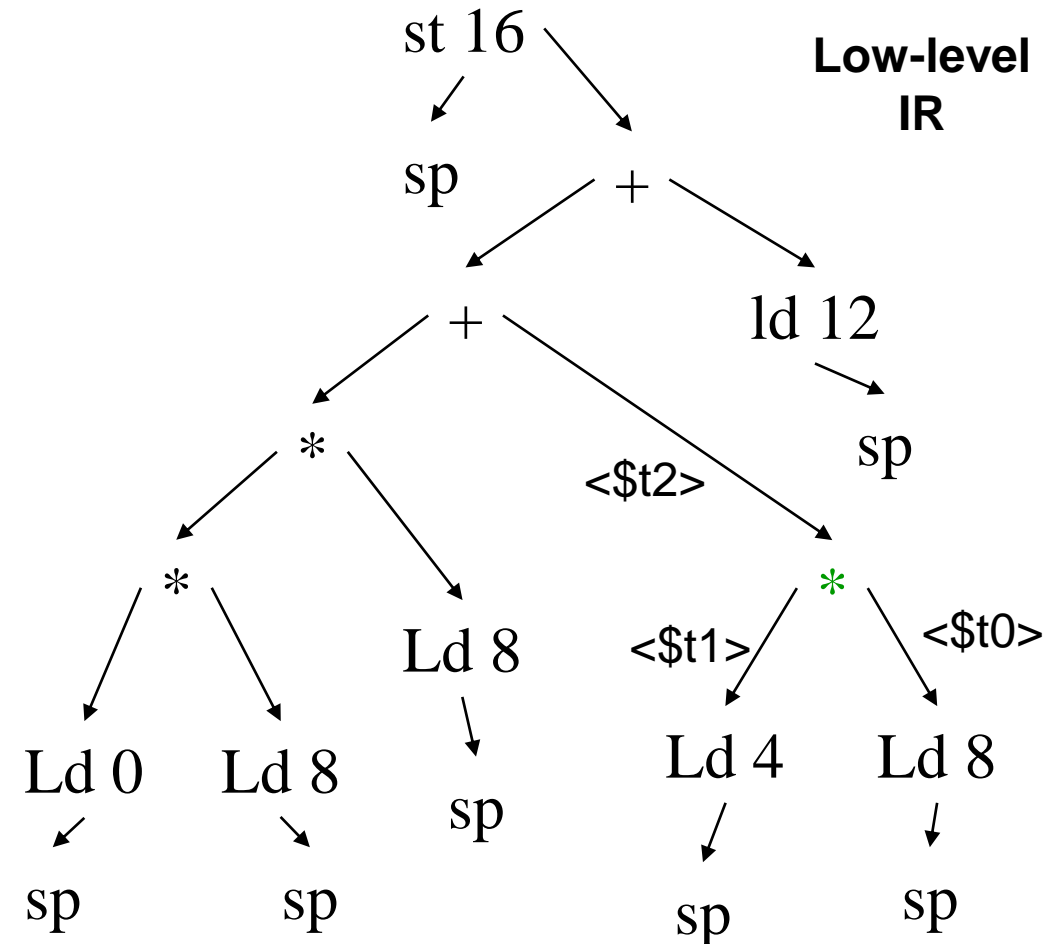 st 16
Low-level
IR
sp
+
+
ld 12
*
sp
<$t2>
*
*
Ld 8
<$t1>
<$t0>
Ld 0
Ld 8
Ld 4
Ld 8
sp
sp
sp
sp
sp